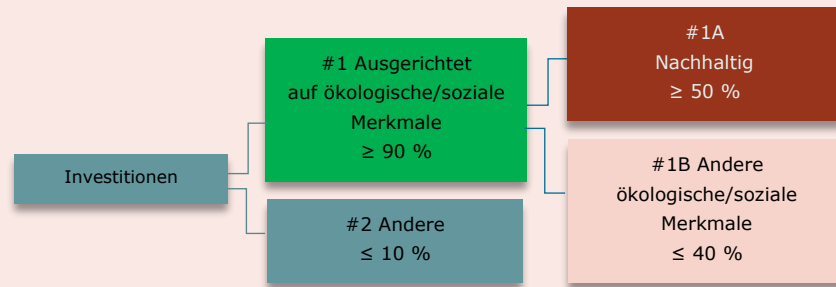 Investitionen
#1 Ausgerichtet
auf ökologische/soziale
Merkmale
≥ 90 %
#2 Andere
≤ 10 %
#1A
Nachhaltig
≥ 50 %
#1B Andere
ökologische/soziale
Merkmale
≤ 40 %